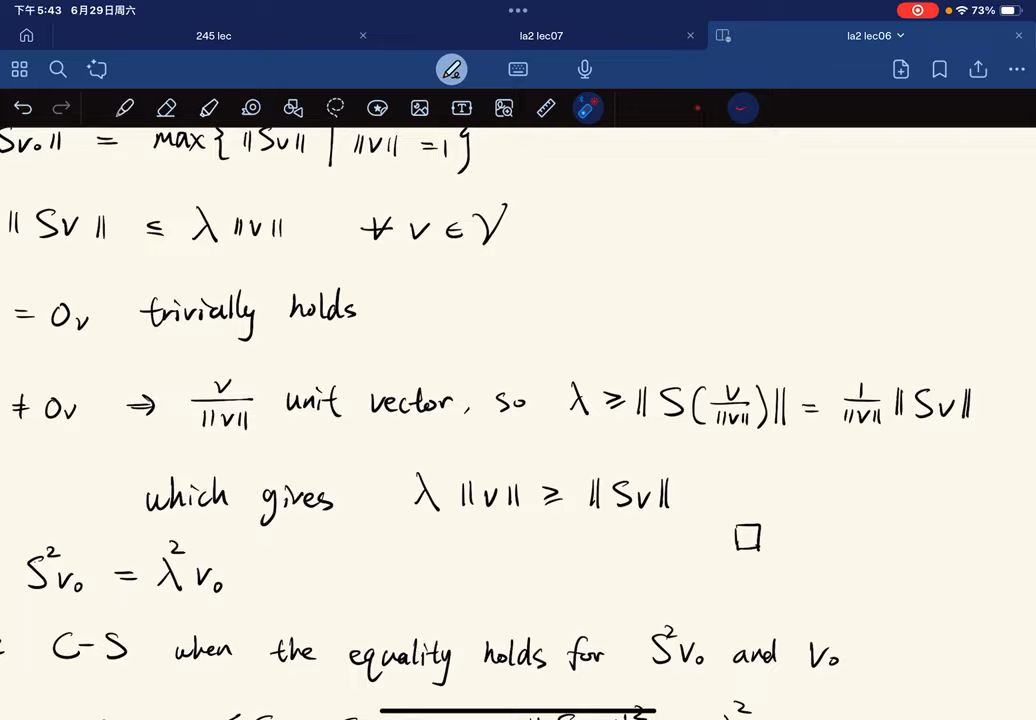 下午5:43 6月29日周六
73%
245 lec
la2 lec07
la2 lec06
Sv₀‖ = max{ ‖Sv‖ | ‖v‖ =1}
‖ Sv ‖ ≤ λ ‖v‖ ∀ v ∈ V
= 0ᵥ trivially holds
≠ 0ᵥ ⇒ v/‖v‖ unit vector, so λ ≥ ‖ S(v/‖v‖)‖ = 1/‖v‖ ‖Sv‖
which gives λ ‖v‖ ≥ ‖Sv‖
□
S²v₀ = λ²v₀
C-S when the equality holds for S²v₀ and v₀